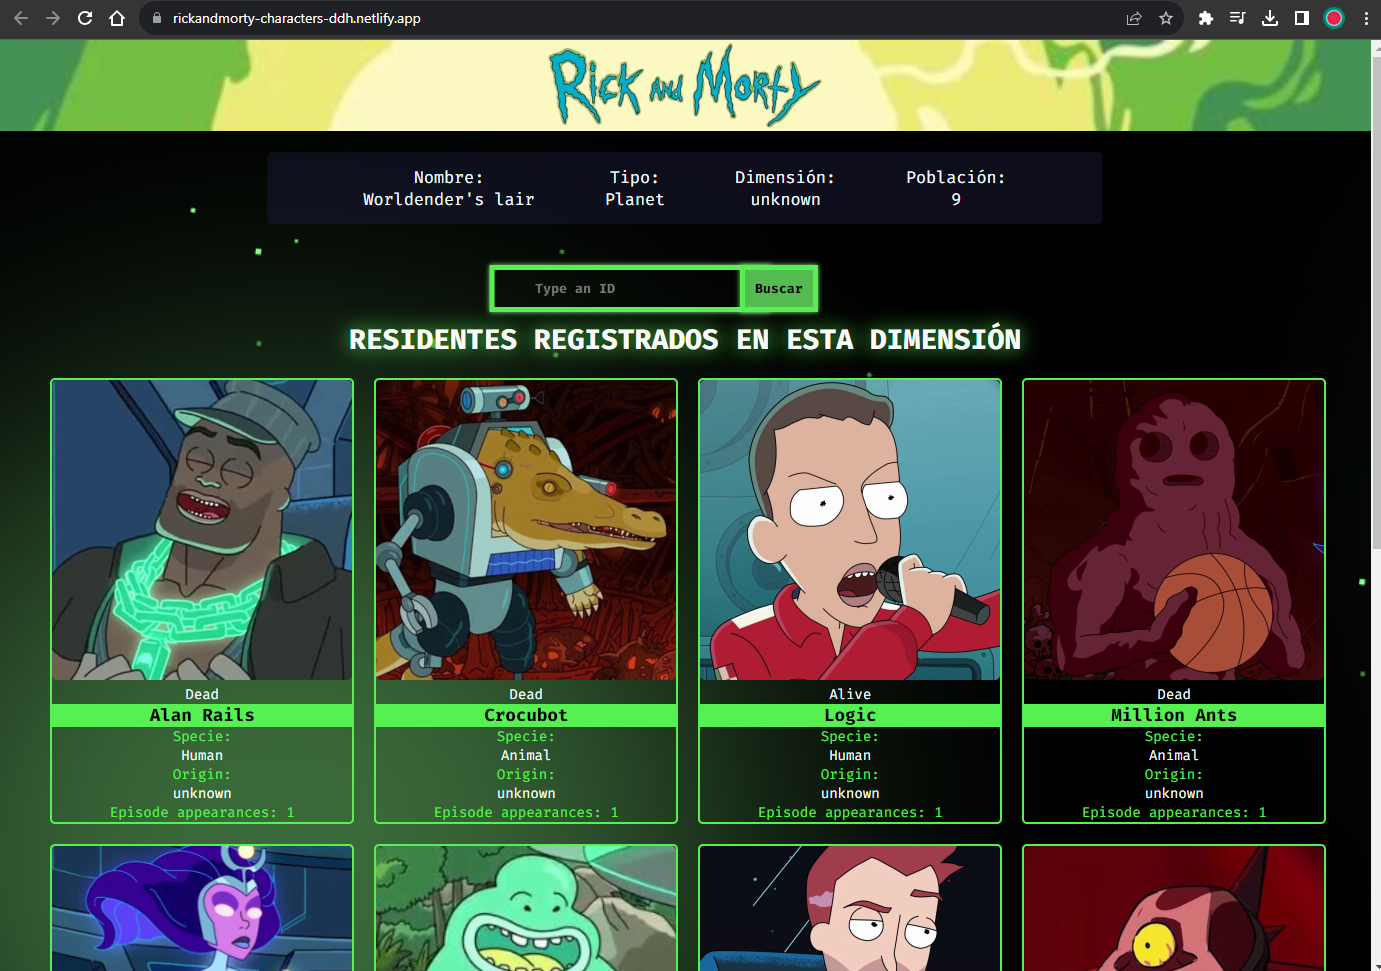 rickandmorty-characters-ddh.netlify.app
Rick and Morty
Nombre:
Worldender's lair
Tipo:
Planet
Dimensión:
unknown
Población:
9
Type an ID
Buscar
RESIDENTES REGISTRADOS EN ESTA DIMENSIÓN
Dead
Alan Rails
Specie:
Human
Origin:
unknown
Episode appearances: 1
Dead
Crocubot
Specie:
Animal
Origin:
unknown
Episode appearances: 1
Alive
Logic
Specie:
Human
Origin:
unknown
Episode appearances: 1
Dead
Million Ants
Specie:
Animal
Origin:
unknown
Episode appearances: 1